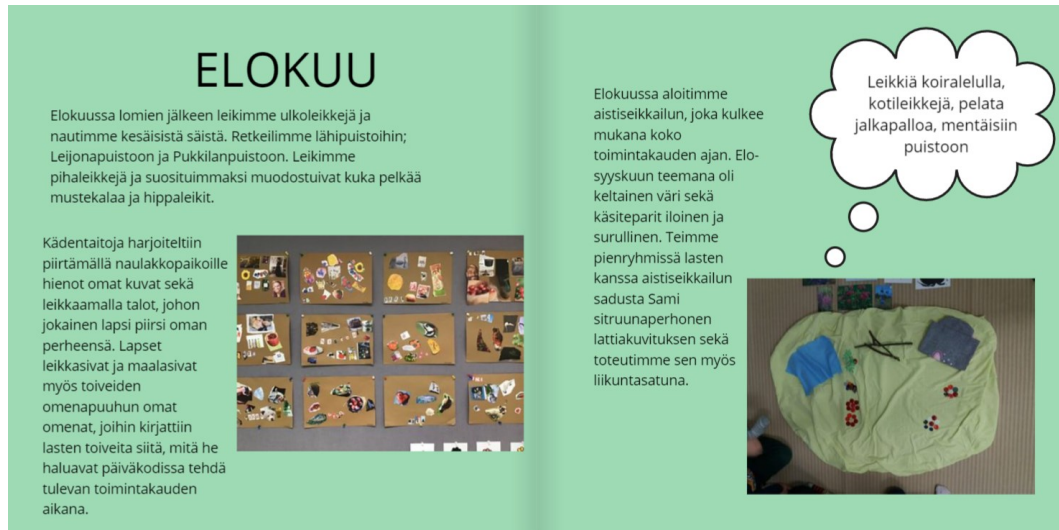 ELOKUU
Elokuussa lomien jälkeen leikimme ulkoleikkejä ja
nautimme kesäisistä säistä. Retkeilimme lähipuistoihin;
Leijonapuistoon ja Pukkilanpuistoon. Leikimme
pihaleikkejä ja suosituimmaksi muodostuivat kuka pelkää
mustekalaa ja hippaleikit.
Kädentaitoja harjoiteltiin
piirtämällä naulakkopaikoille
hienot omat kuvat sekä
leikkaamalla talot, johon
jokainen lapsi piirsi oman
perheensä. Lapset
leikkasivat ja maalasivat
myös toiveiden
omenapuuhun omat
omenat, joihin kirjattiin
lasten toiveita siitä, mitä he
haluavat päiväkodissa tehdä
tulevan toimintakauden
aikana.
Elokuussa aloitimme
aistiseikkailun, joka kulkee
mukana koko
toimintakauden ajan. Elo-
syyskuun teemana oli
keltainen väri sekä
käsiteparit iloinen ja
surullinen. Teimme
pienryhmissä lasten
kanssa aistiseikkailun
sadusta Sami
sitruunaperhonen
lattiakuvituksen sekä
toteutimme sen myös
liikuntasatuna.
Leikkiä koiralelulla,
kotileikkejä, pelata
jalkapalloa, mentäisiin
puistoon